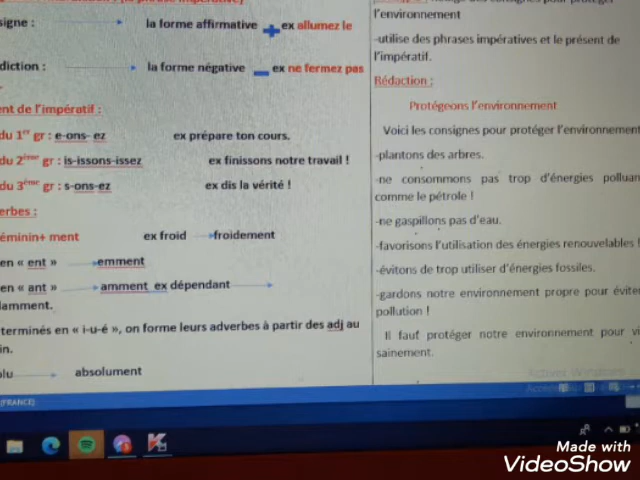 signe : la forme affirmative + ex allumez le
diction : la forme négative – ex ne fermez pas
ent de l'impératif :
du 1er gr : e-ons- ez ex prépare ton cours.
du 2ème gr : is-issons-issez ex finissons notre travail !
du 3ème gr : s-ons-ez ex dis la vérité !
erbes :
éminin+ ment ex froid froidement
en « ent » emment
en « ant » amment ex dépendant
lamment.
terminés en « i-u-é », on forme leurs adverbes à partir des adj au
in.
olu absolument
l'environnement
-utilise des phrases impératives et le présent de
l'impératif.
Rédaction :
Protégeons l'environnement
Voici les consignes pour protéger l'environnement
-plantons des arbres.
-ne consommons pas trop d'énergies polluan
comme le pétrole !
-ne gaspillons pas d'eau.
-favorisons l'utilisation des énergies renouvelables !
-évitons de trop utiliser d'énergies fossiles.
-gardons notre environnement propre pour éviter
pollution !
Il faut protéger notre environnement pour vi
sainement.
Activer Windows
(FRANCE)
Made with
VideoShow